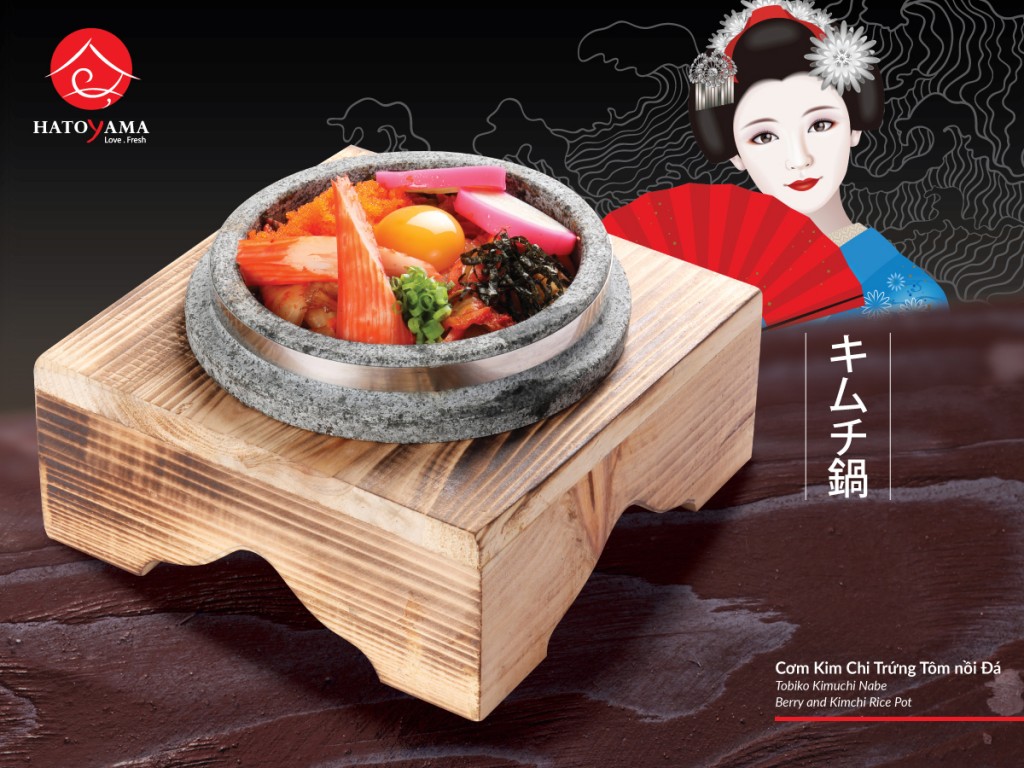 HATOYAMA
Love . Fresh
キムチ鍋
Cơm Kim Chi Trứng Tôm nồi Đá
Tobiko Kimuchi Nabe
Berry and Kimchi Rice Pot